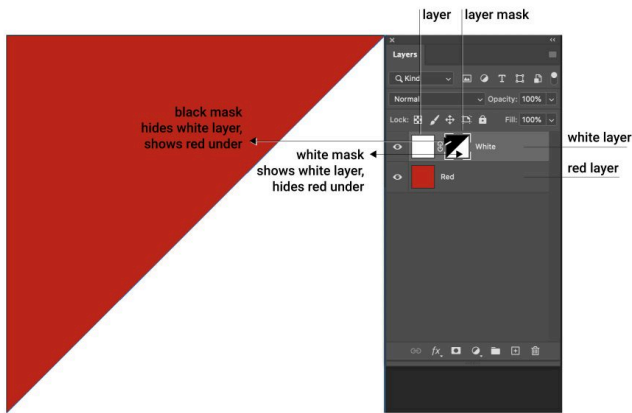 layer
layer mask
Layers
Kind
Normal
Opacity: 100%
Lock:
Fill: 100%
White
Red
black mask
hides white layer,
shows red under
white mask
shows white layer,
hides red under
white layer
red layer
fx